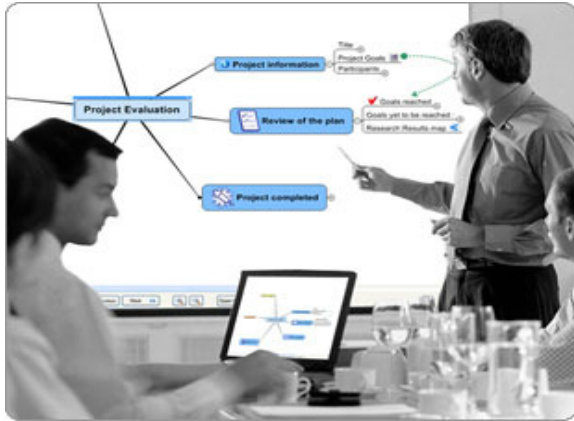 Title
Project information
Project Goals
Participants
Project Evaluation
Goals reached
Review of the plan
Goals yet to be reached
Research Results map
Project completed